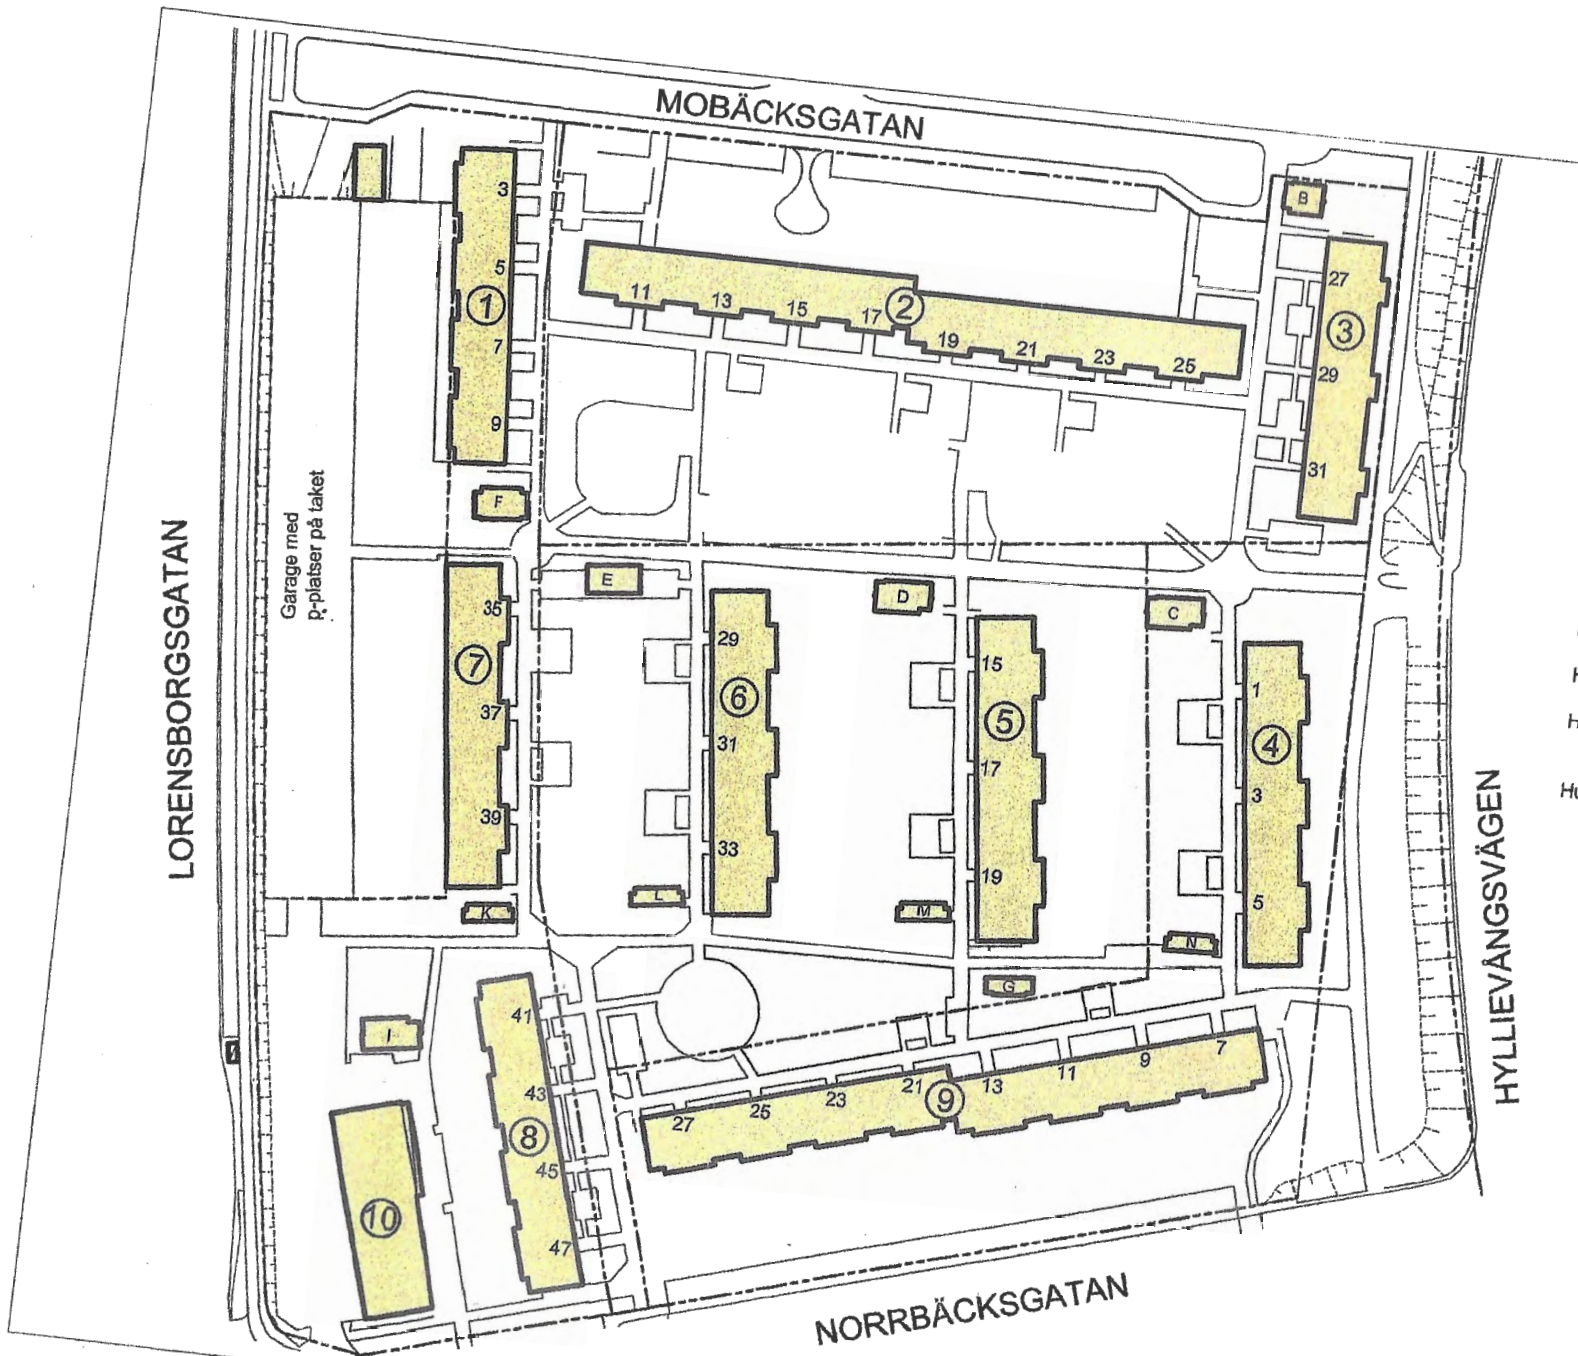 MOBÄCKSGATAN
3
5
①
7
9
F
11
13
15
17
②
19
21
23
25
B
27
③
29
31
LORENSBORGSGATAN
Garage med
p-platser på taket
35
⑦
37
39
K
E
29
⑥
31
33
L
D
15
⑤
17
19
M
G
C
1
④
3
5
N
HYLLIEVÅNGSVÄGEN
H
H
Hu
I
⑩
41
43
⑧
45
47
27
25
23
21
⑨
13
11
9
7
NORRBÄCKSGATAN